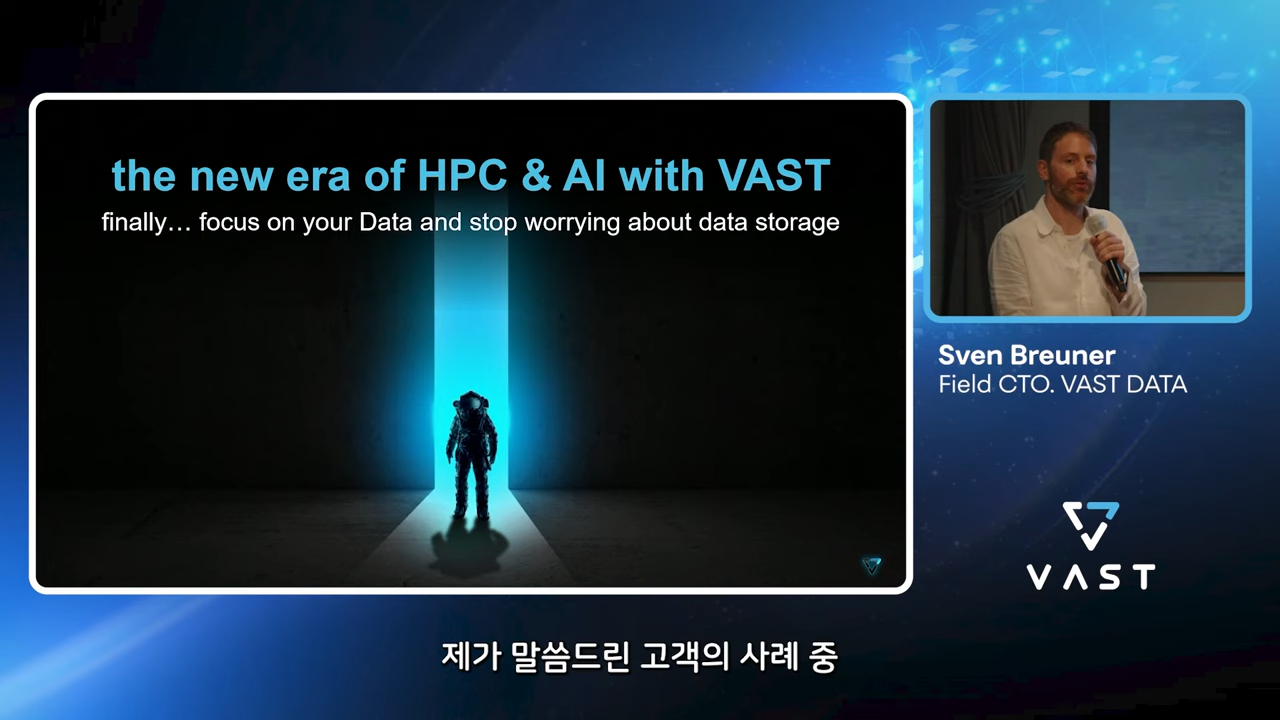 the new era of HPC & AI with VAST
finally... focus on your Data and stop worrying about data storage
Sven Breuner
Field CTO. VAST DATA
VAST
제가 말씀드린 고객의 사례 중